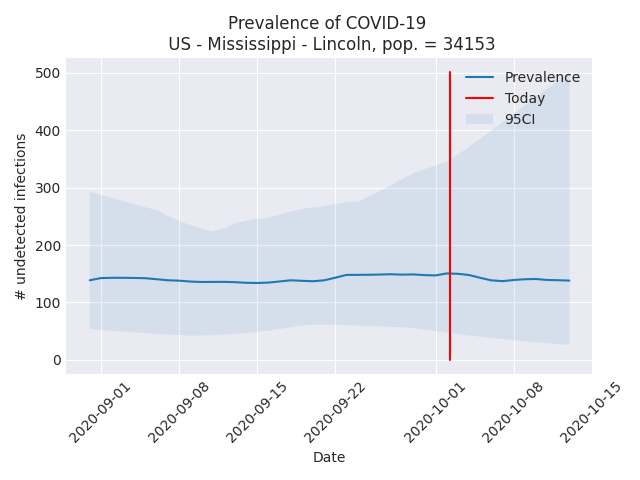 Prevalence of COVID-19
US - Mississippi - Lincoln, pop. = 34153
500
400
300
200
100
0
# undetected infections
Prevalence
Today
95CI
2020-09-01
2020-09-08
2020-09-15
2020-09-22
2020-10-01
2020-10-08
2020-10-15
Date